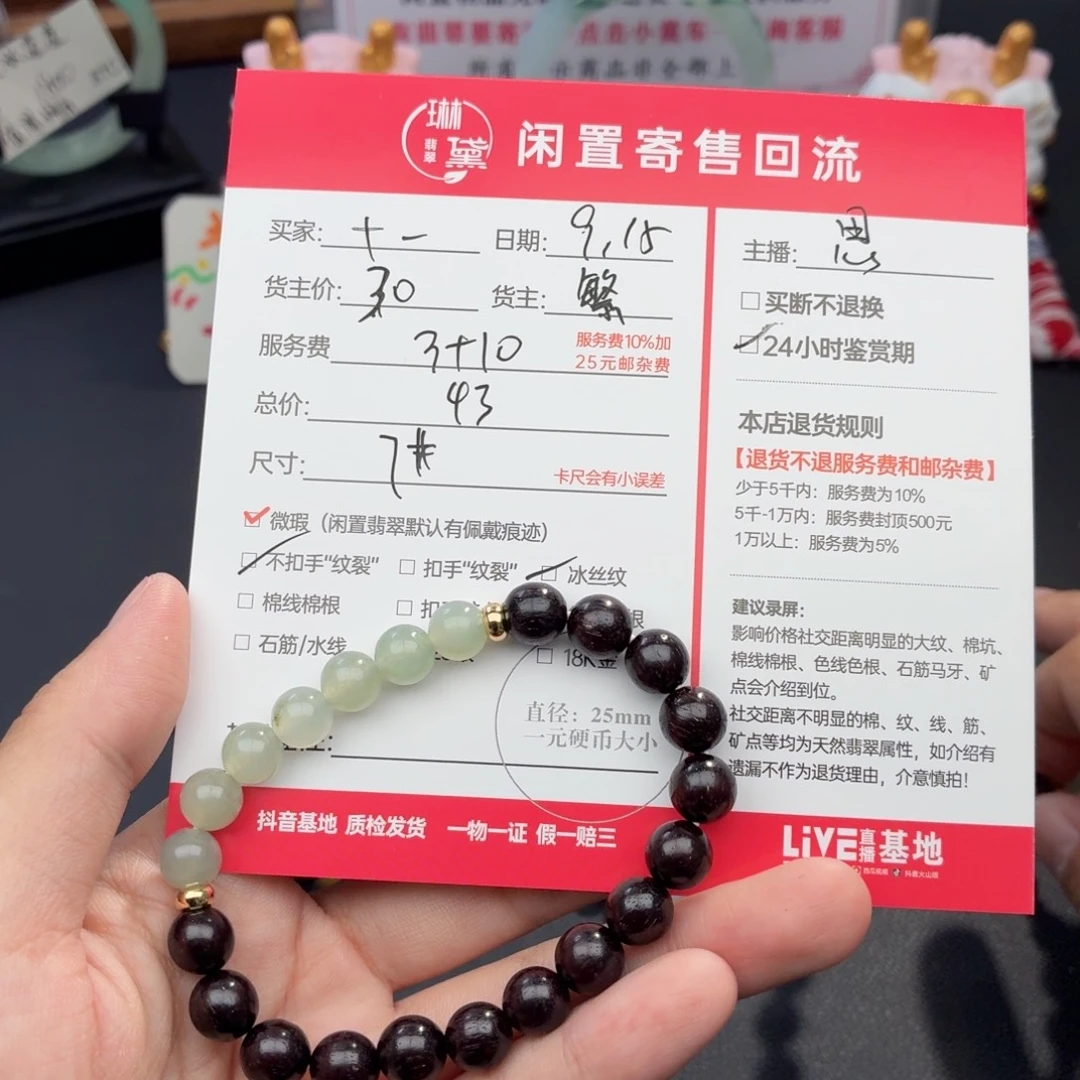 琳
翡翠 黛
闲置寄售回流
买家: 十一 日期: 9.15
货主价: 30 货主: 繁
服务费 3+10 服务费10%加
25元邮杂费
总价: 43
尺寸: 7# 卡尺会有小误差
微瑕（闲置翡翠默认有佩戴痕迹）
不扣手“纹裂” 扣手“纹裂” 冰丝纹
棉线棉根
石筋/水线
18K金
直径：25mm
一元硬币大小
主播: 思
买断不退换
24小时鉴赏期
本店退货规则
【退货不退服务费和邮杂费】
少于5千内：服务费为10%
5千-1万内：服务费封顶500元
1万以上：服务费为5%
建议录屏：
影响价格社交距离明显的大纹、棉坑、
棉线棉根、色线色根、石筋马牙、矿
点会介绍到位。
社交距离不明显的棉、纹、线、筋、
矿点等均为天然翡翠属性，如介绍有
遗漏不作为退货理由，介意慎拍！
抖音基地 质检发货 一物一证 假一赔三
LiVE直播基地
西瓜视频 抖音火山版